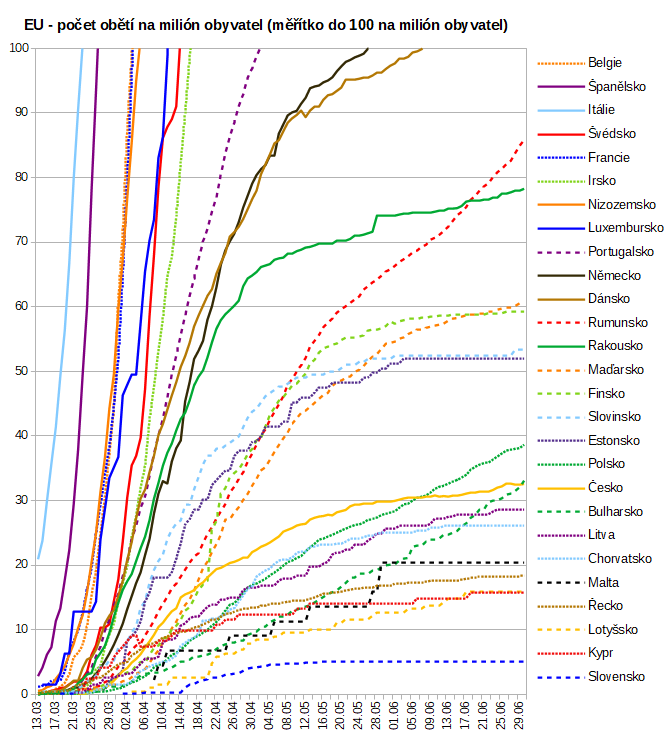 EU - počet obětí na milión obyvatel (měřítko do 100 na milión obyvatel)
100
90
80
70
60
50
40
30
20
10
0
13.03
17.03
21.03
25.03
29.03
02.04
06.04
10.04
14.04
18.04
22.04
26.04
30.04
04.05
08.05
12.05
16.05
20.05
24.05
28.05
01.06
05.06
09.06
13.06
17.06
21.06
25.06
29.06
Belgie
Španělsko
Itálie
Švédsko
Francie
Irsko
Nizozemsko
Luxembursko
Portugalsko
Německo
Dánsko
Rumunsko
Rakousko
Maďarsko
Finsko
Slovinsko
Estonsko
Polsko
Česko
Bulharsko
Litva
Chorvatsko
Malta
Řecko
Lotyšsko
Kypr
Slovensko